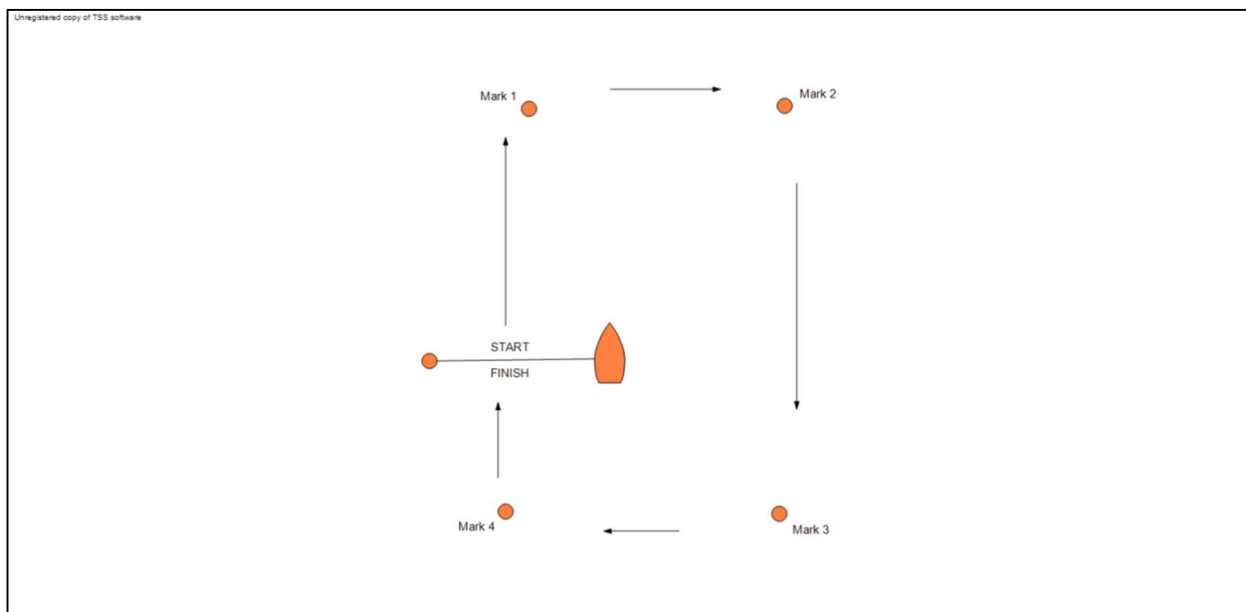 Unregistered copy of TSS software
Mark 1
Mark 2
START
FINISH
Mark 4
Mark 3